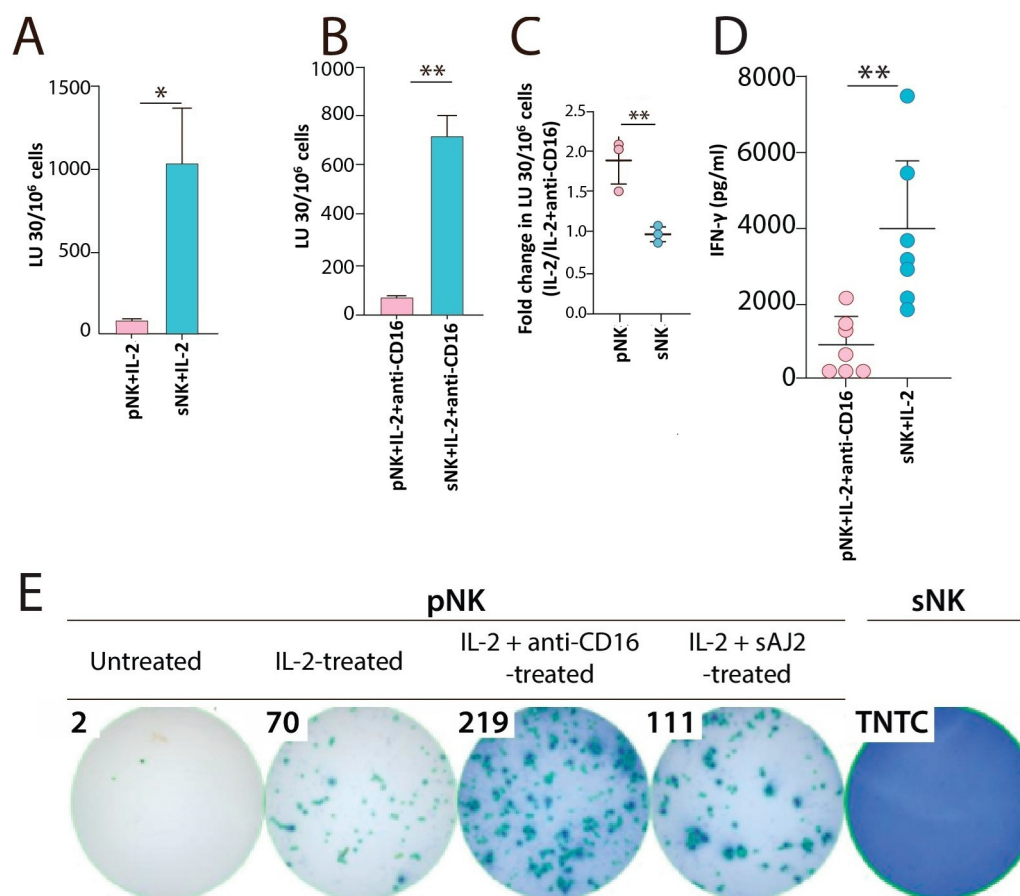 A
LU 30/10⁶ cells
1500
1000
500
0
*
pNK+IL-2
sNK+IL-2
B
LU 30/10⁶ cells
1000
800
600
400
200
0
**
pNK+IL-2+anti-CD16
sNK+IL-2+anti-CD16
C
Fold change in LU 30/10⁶ cells
(IL-2/IL-2+anti-CD16)
2.5
2.0
1.5
1.0
0.5
0.0
**
pNK
sNK
D
IFN-γ (pg/ml)
8000
6000
4000
2000
0
**
pNK+IL-2+anti-CD16
sNK+IL-2
E
pNK
sNK
Untreated
IL-2-treated
IL-2 + anti-CD16
-treated
IL-2 + sAJ2
-treated
2
70
219
111
TNTC